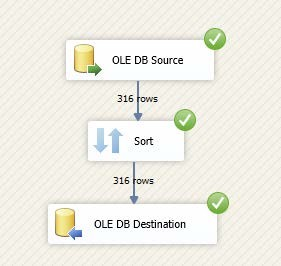 OLE DB Source
316 rows
Sort
316 rows
OLE DB Destination